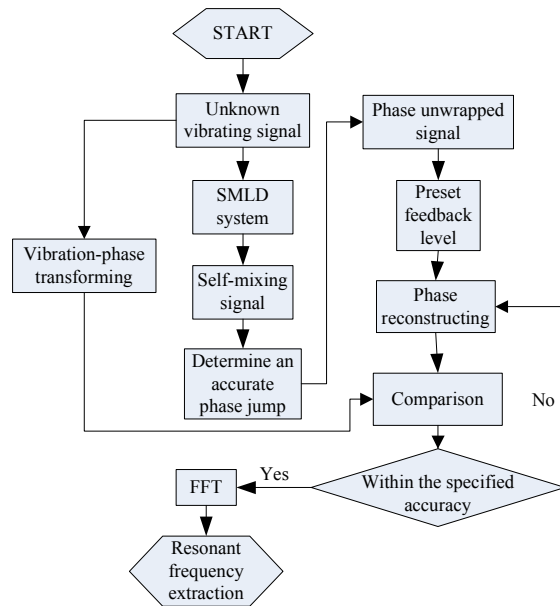 START
Unknown
vibrating signal
SMLD
system
Self-mixing
signal
Determine an
accurate
phase jump
Vibration-phase
transforming
Phase unwrapped
signal
Preset
feedback
level
Phase
reconstructing
Comparison
No
Within the specified
accuracy
Yes
FFT
Resonant
frequency
extraction